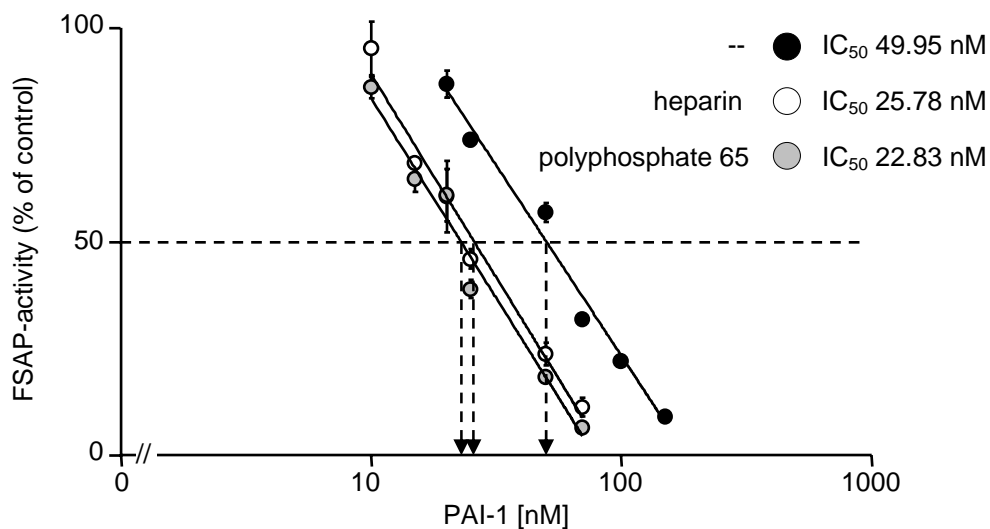 100
-- IC50 49.95 nM
heparin IC50 25.78 nM
polyphosphate 65 IC50 22.83 nM
FSAP-activity (% of control)
50
0
0 // 10 100 1000
PAI-1 [nM]